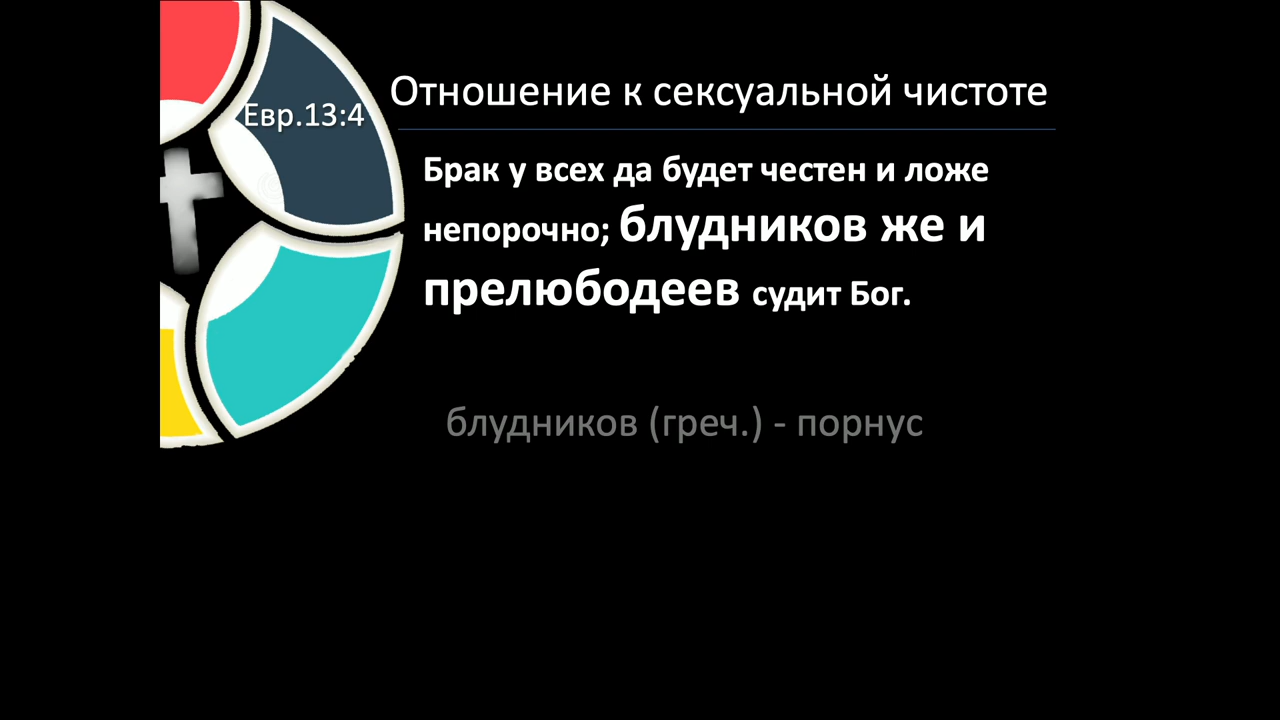 Отношение к сексуальной чистоте
Евр.13:4
Брак у всех да будет честен и ложе
непорочно; блудников же и
прелюбодеев судит Бог.
блудников (греч.) - порнус